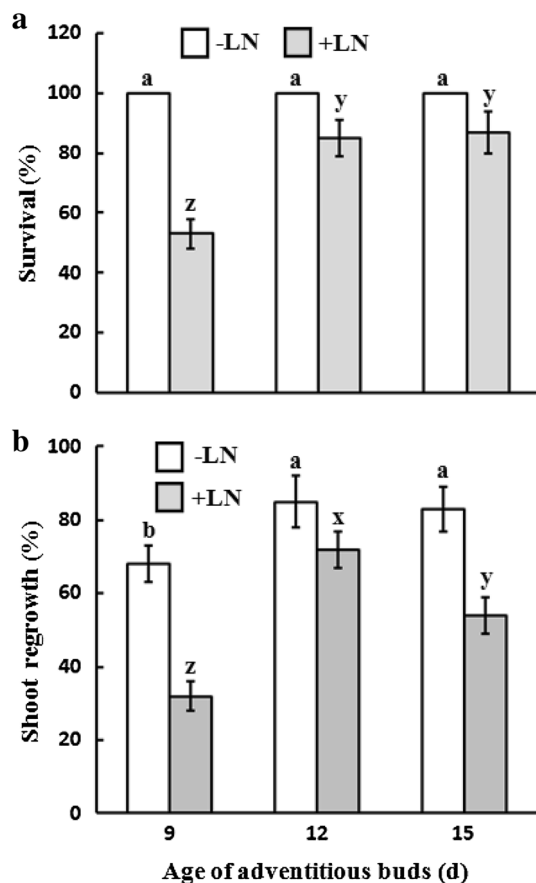 a
120
-LN +LN
a a a
100
y y
80
z
60
40
20
0
Survival (%)
b
100
-LN
+LN
a a
80
b x
60
y
40
z
20
0
Shoot regrowth (%)
9 12 15
Age of adventitious buds (d)